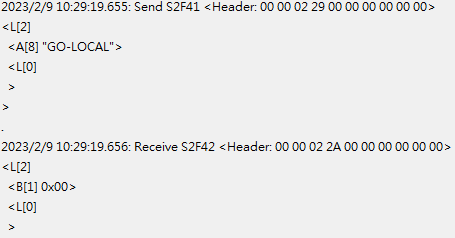 2023/2/9 10:29:19.655: Send S2F41 <Header: 00 00 02 29 00 00 00 00 00 00>
<L[2]
<A[8] "GO-LOCAL">
<L[0]
>
>
.
2023/2/9 10:29:19.656: Receive S2F42 <Header: 00 00 02 2A 00 00 00 00 00 00>
<L[2]
<B[1] 0x00>
<L[0]
>